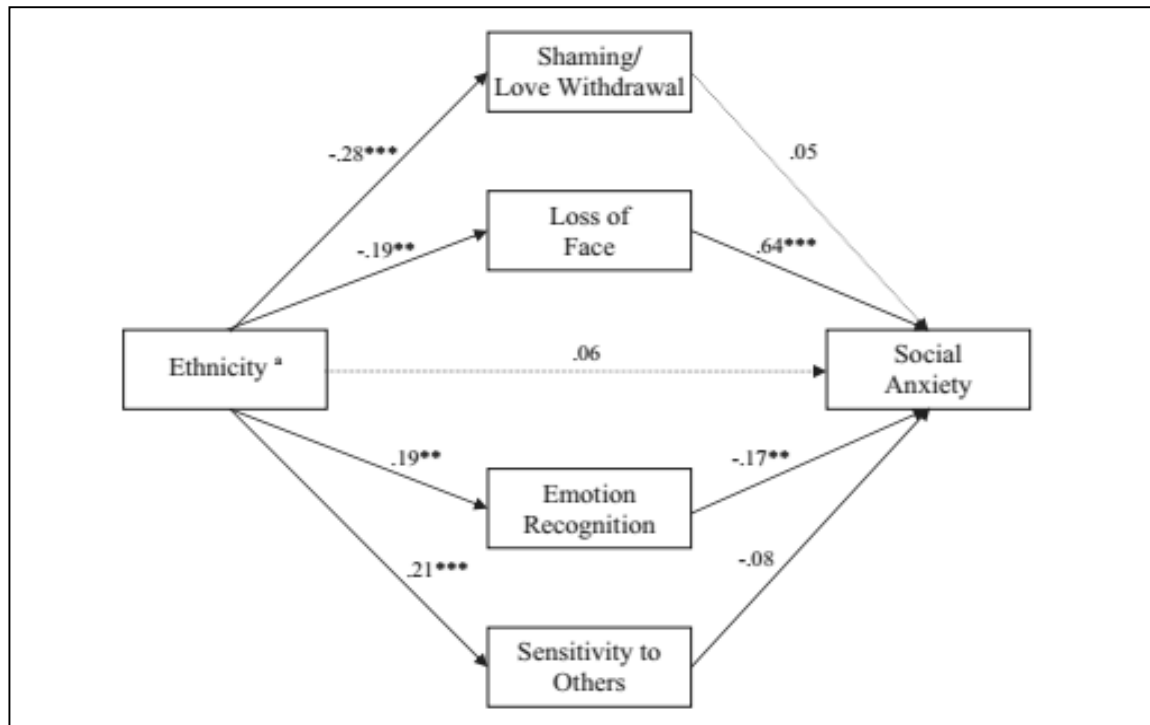 Shaming/
Love Withdrawal
-.28***
.05
Loss of
Face
-.19**
.64***
Ethnicity ª
.06
Social
Anxiety
.19**
-.17**
Emotion
Recognition
.21***
-.08
Sensitivity to
Others